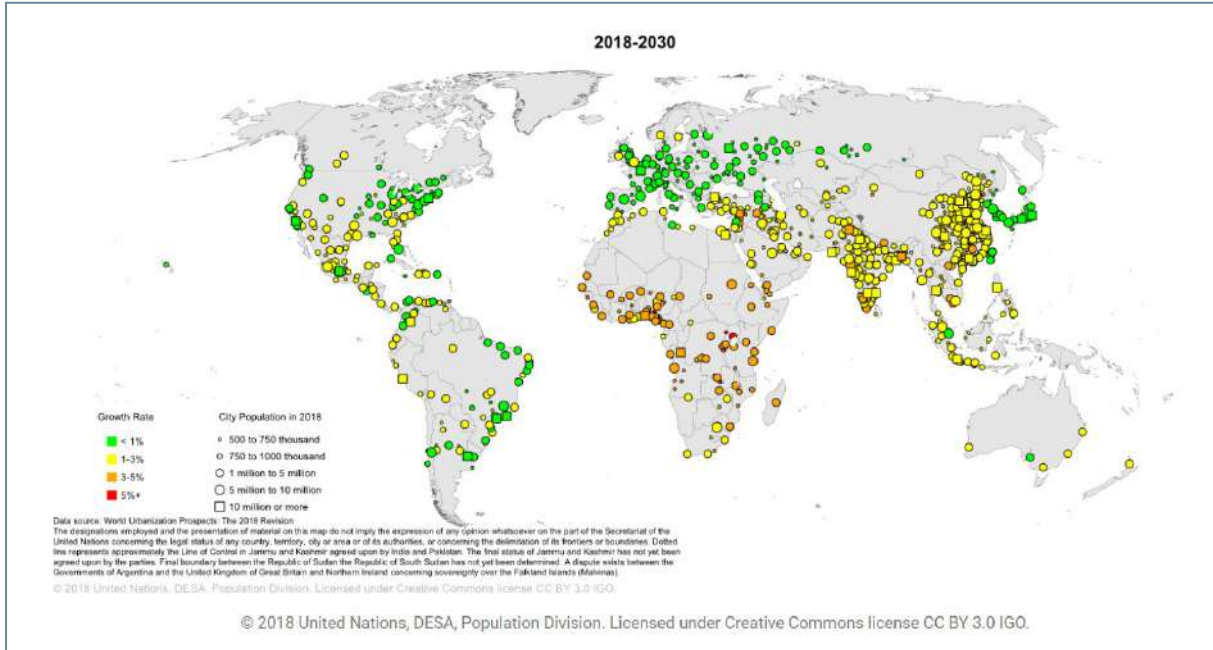 2018-2030
Growth Rate
< 1%
1-3%
3-5%
5%+
City Population in 2018
500 to 750 thousand
750 to 1000 thousand
1 million to 5 million
5 million to 10 million
10 million or more
Data source: World Urbanization Prospects: The 2018 Revision
The designations employed and the presentation of material on this map do not imply the expression of any opinion whatsoever on the part of the Secretariat of the
United Nations concerning the legal status of any country, territory, city or area or of its authorities, or concerning the delimitation of its frontiers or boundaries. Dotted
line represents approximately the Line of Control in Jammu and Kashmir agreed upon by India and Pakistan. The final status of Jammu and Kashmir has not yet been
agreed upon by the parties. Final boundary between the Republic of Sudan the Republic of South Sudan has not yet been determined. A dispute exists between the
Governments of Argentina and the United Kingdom of Great Britain and Northern Ireland concerning sovereignty over the Falkland Islands (Malvinas).
© 2018 United Nations, DESA, Population Division. Licensed under Creative Commons license CC BY 3.0 IGO.
© 2018 United Nations, DESA, Population Division. Licensed under Creative Commons license CC BY 3.0 IGO.